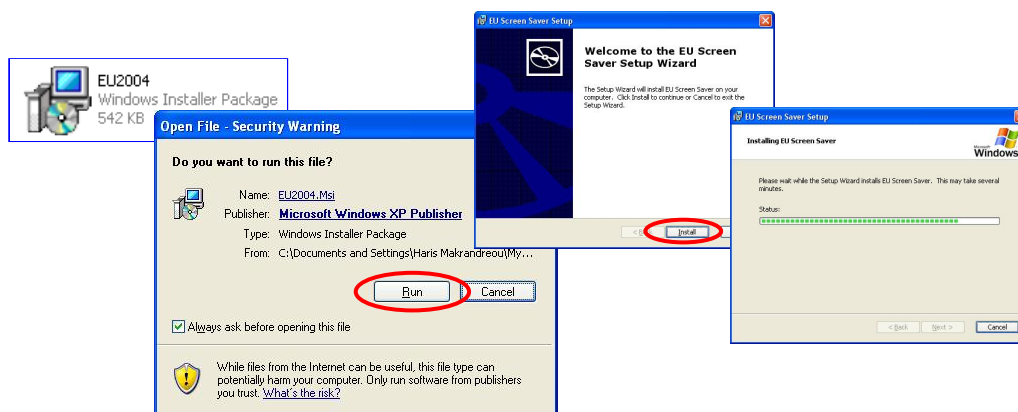 EU2004
Windows Installer Package
542 KB
Open File - Security Warning
Do you want to run this file?
Name: EU2004.Msi
Publisher: Microsoft Windows XP Publisher
Type: Windows Installer Package
From: C:\Documents and Settings\Haris Makrandreou\My...
Run
Cancel
Always ask before opening this file
While files from the Internet can be useful, this file type can
potentially harm your computer. Only run software from publishers
you trust. What's the risk?
EU Screen Saver Setup
Welcome to the EU Screen
Saver Setup Wizard
The Setup Wizard will install EU Screen Saver on your
computer. Click Install to continue or Cancel to exit the
Setup Wizard.
Install
EU Screen Saver Setup
Installing EU Screen Saver
Microsoft
Windows
Please wait while the Setup Wizard installs EU Screen Saver. This may take several
minutes.
Status:
< Back
Next >
Cancel